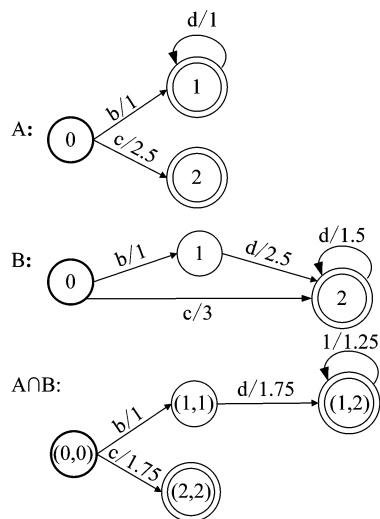 d/1
1
b/1
A:
0
c/2.5
2
d/1.5
1
b/1
d/2.5
B:
0
2
c/3
1/1.25
A∩B:
b/1
(1,1)
d/1.75
(1,2)
(0,0)
c/1.75
(2,2)